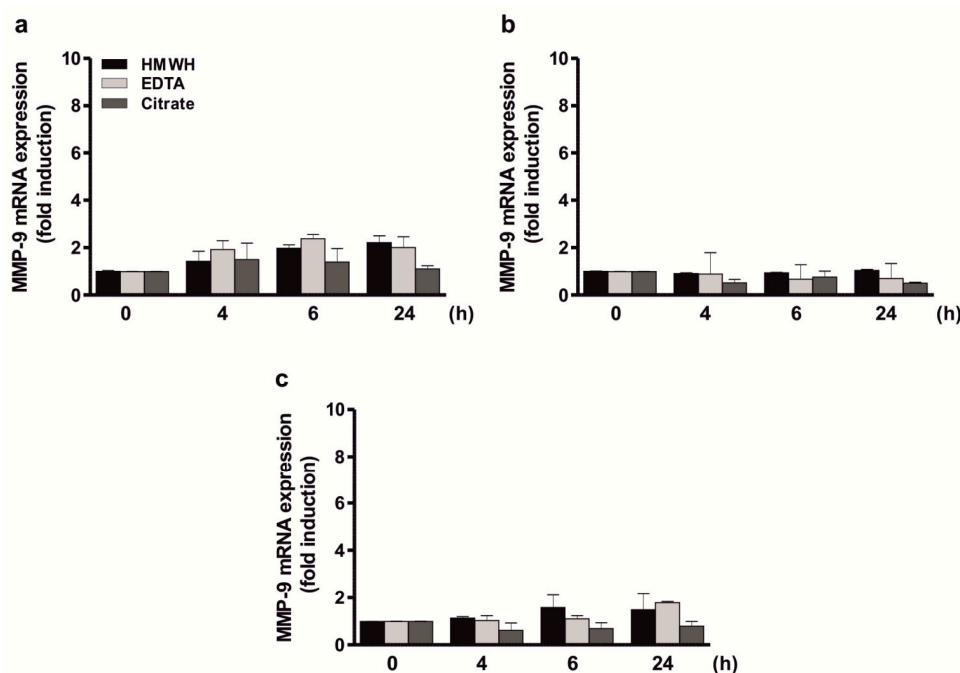 a
HMWH
EDTA
Citrate
MMP-9 mRNA expression
(fold induction)
10
8
6
4
2
0
0 4 6 24 (h)
b
MMP-9 mRNA expression
(fold induction)
10
8
6
4
2
0
0 4 6 24 (h)
c
MMP-9 mRNA expression
(fold induction)
10
8
6
4
2
0
0 4 6 24 (h)